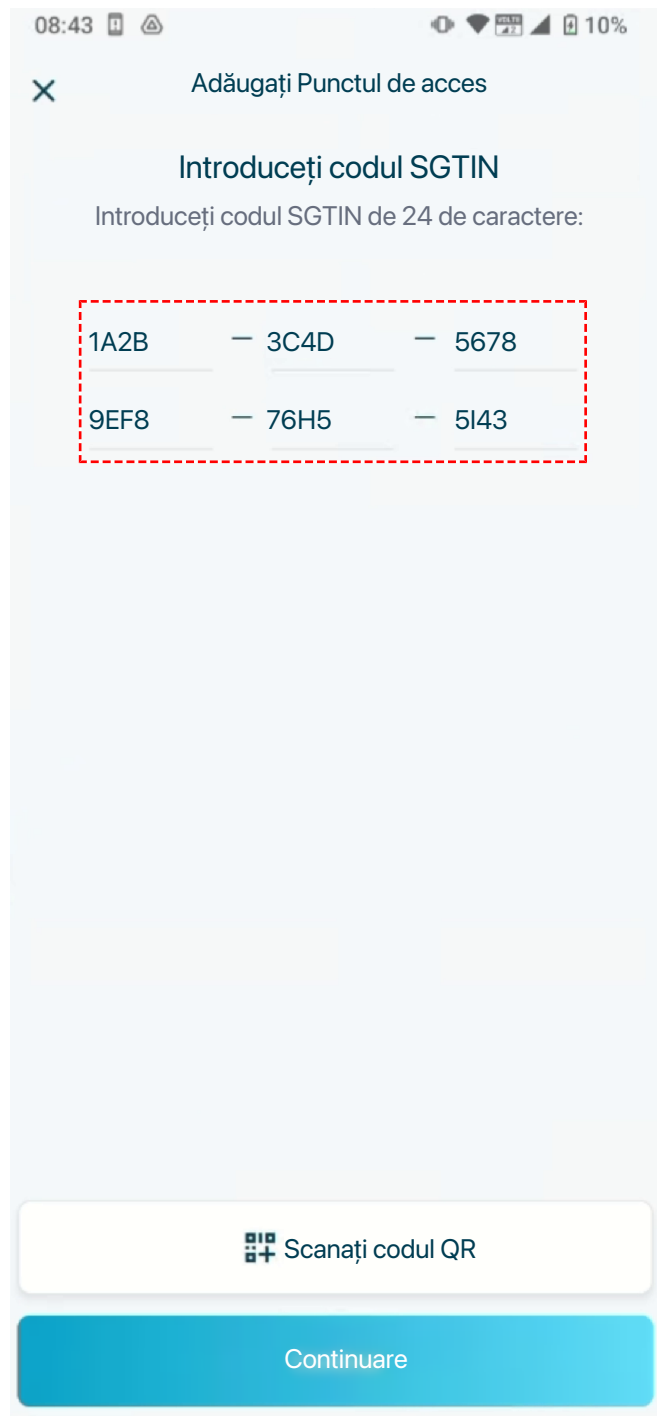 08:43 10%
Adăugați Punctul de acces
Introduceți codul SGTIN
Introduceți codul SGTIN de 24 de caractere:
1A2B — 3C4D — 5678
9EF8 — 76H5 — 5I43
Scanați codul QR
Continuare